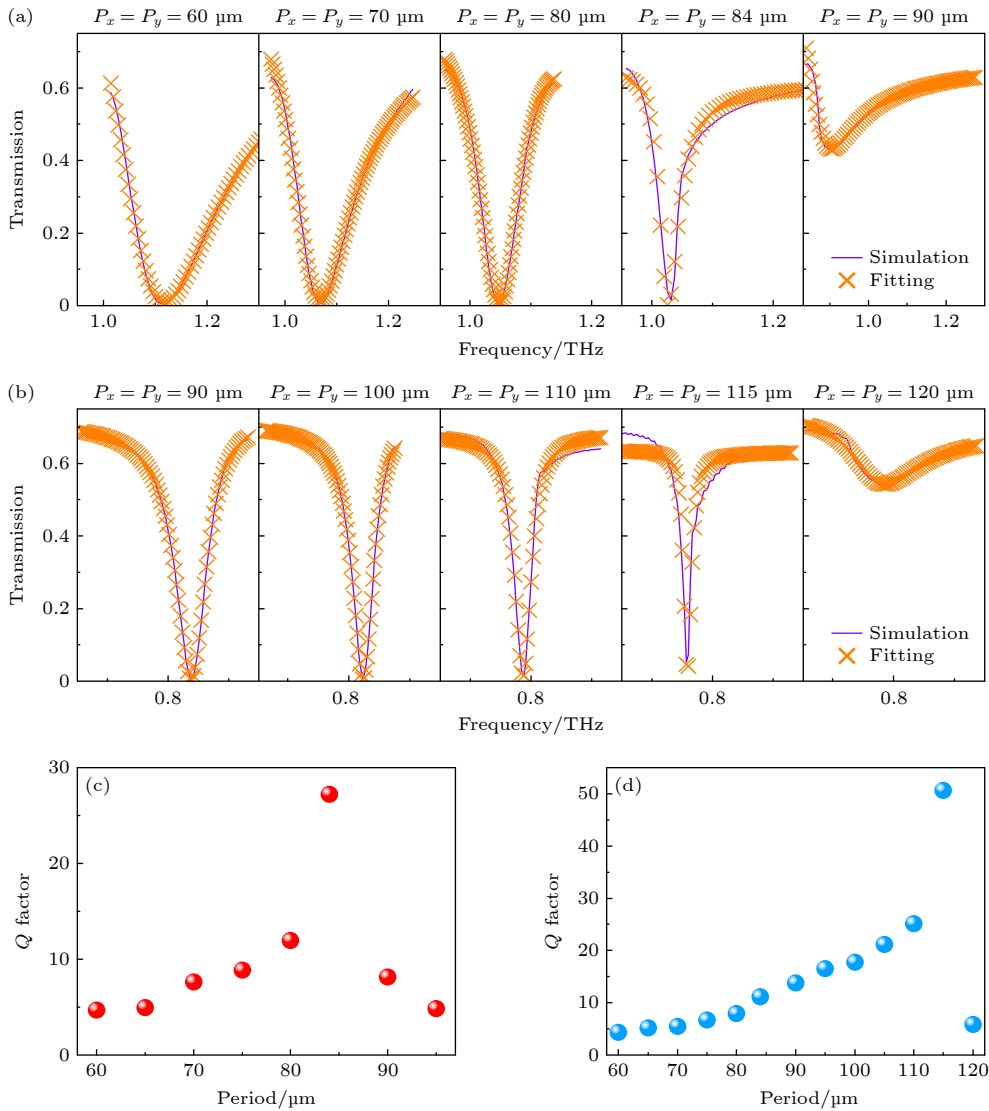 (a)
Px = Py = 60 µm Px = Py = 70 µm Px = Py = 80 µm Px = Py = 84 µm Px = Py = 90 µm
0.6
0.4
0.2
0
Transmission
Simulation
Fitting
1.0 1.2 1.0 1.2 1.0 1.2 1.0 1.2 1.0 1.2
Frequency/THz
(b)
Px = Py = 90 µm Px = Py = 100 µm Px = Py = 110 µm Px = Py = 115 µm Px = Py = 120 µm
0.6
0.4
0.2
0
Transmission
Simulation
Fitting
0.8 0.8 0.8 0.8 0.8
Frequency/THz
(c)
30
20
10
0
Q factor
60 70 80 90
Period/µm
(d)
50
40
30
20
10
0
Q factor
60 70 80 90 100 110 120
Period/µm